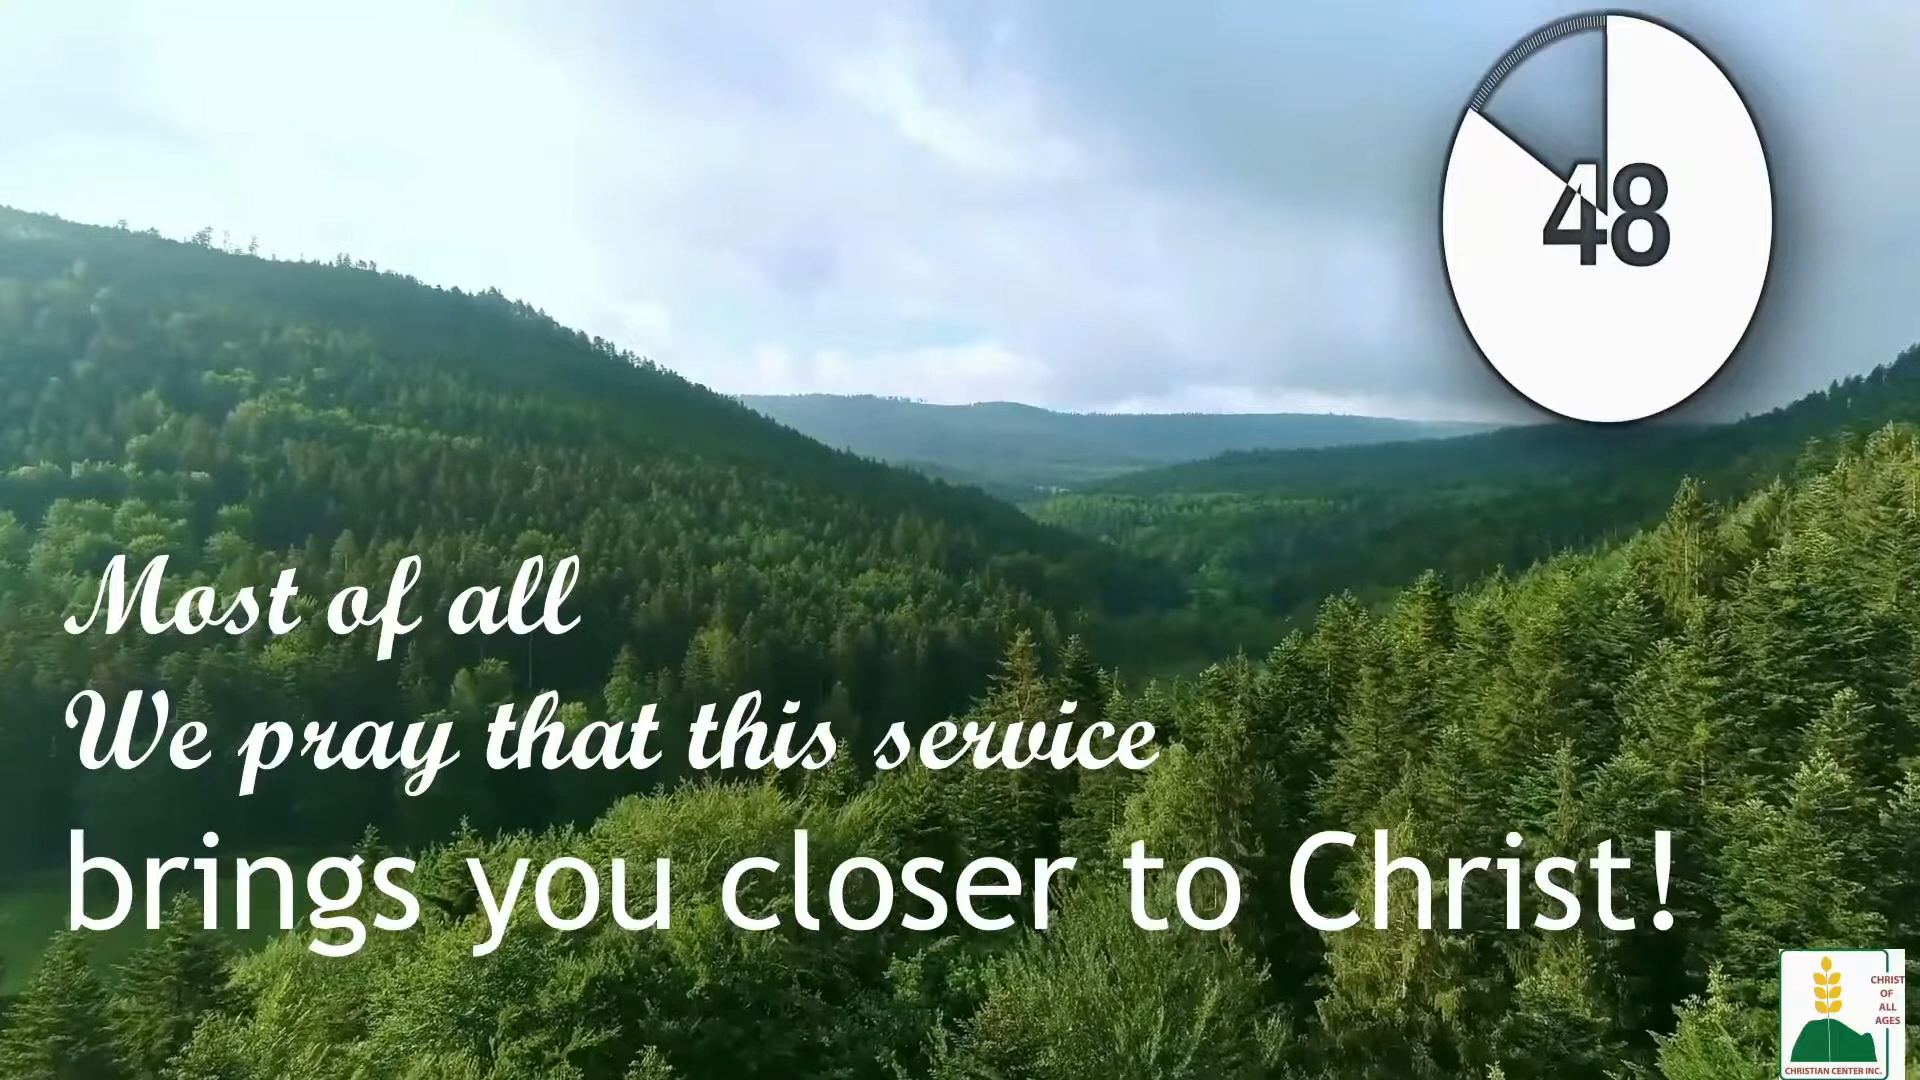 48
Most of all
We pray that this service
brings you closer to Christ!
CHRIST
OF
ALL
AGES
CHRISTIAN CENTER INC.